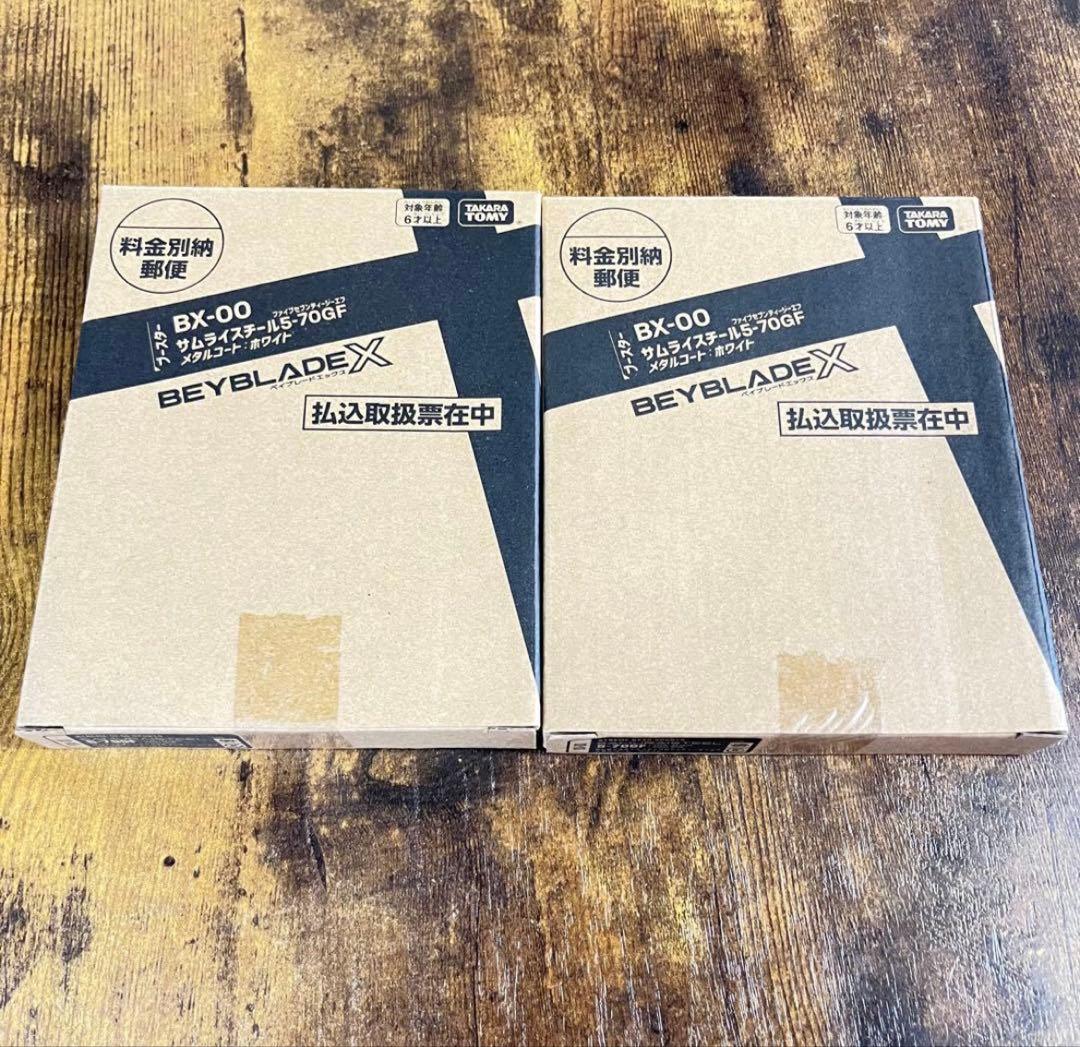 料金別納
郵便
対象年齢
6才以上
TAKARA
TOMY
ブースター
BX-00
ファイブセブンティージーエフ
サムライスチール5-70GF
メタルコート:ホワイト
BEYBLADE X
ベイブレードエックス
払込取扱票在中
料金別納
郵便
対象年齢
6才以上
TAKARA
TOMY
ブースター
BX-00
ファイブセブンティージーエフ
サムライスチール5-70GF
メタルコート:ホワイト
BEYBLADE X
ベイブレードエックス
払込取扱票在中
5-70GF